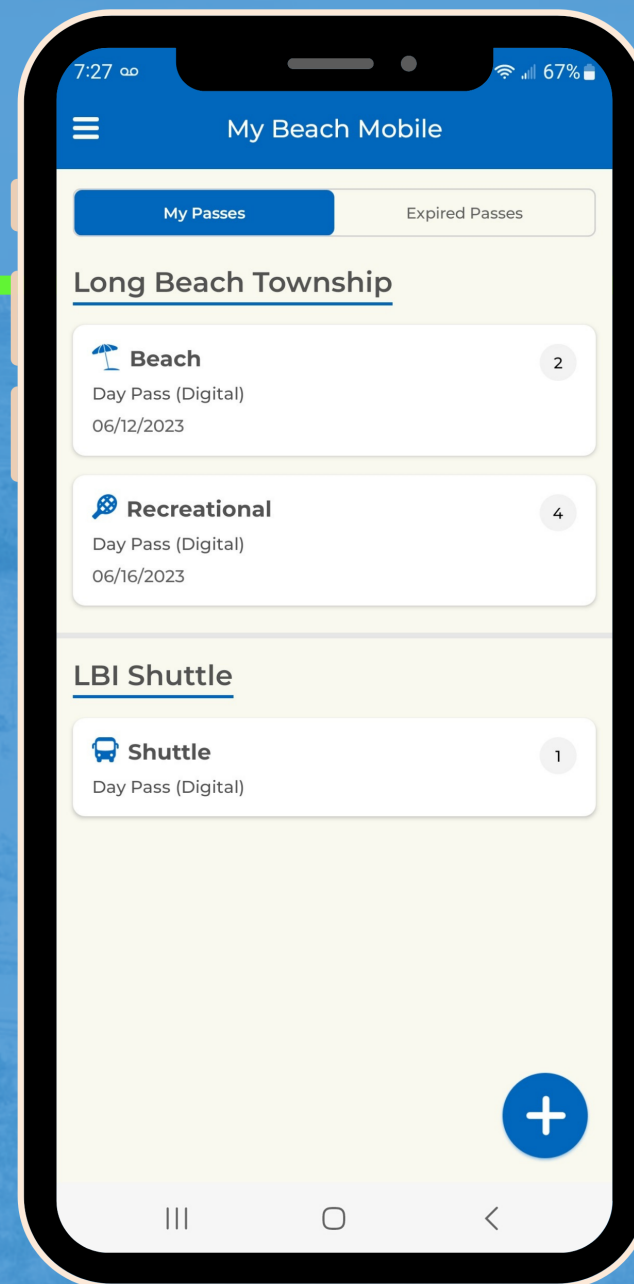 7:27
67%
My Beach Mobile
My Passes
Expired Passes
Long Beach Township
Beach
2
Day Pass (Digital)
06/12/2023
Recreational
4
Day Pass (Digital)
06/16/2023
LBI Shuttle
Shuttle
1
Day Pass (Digital)